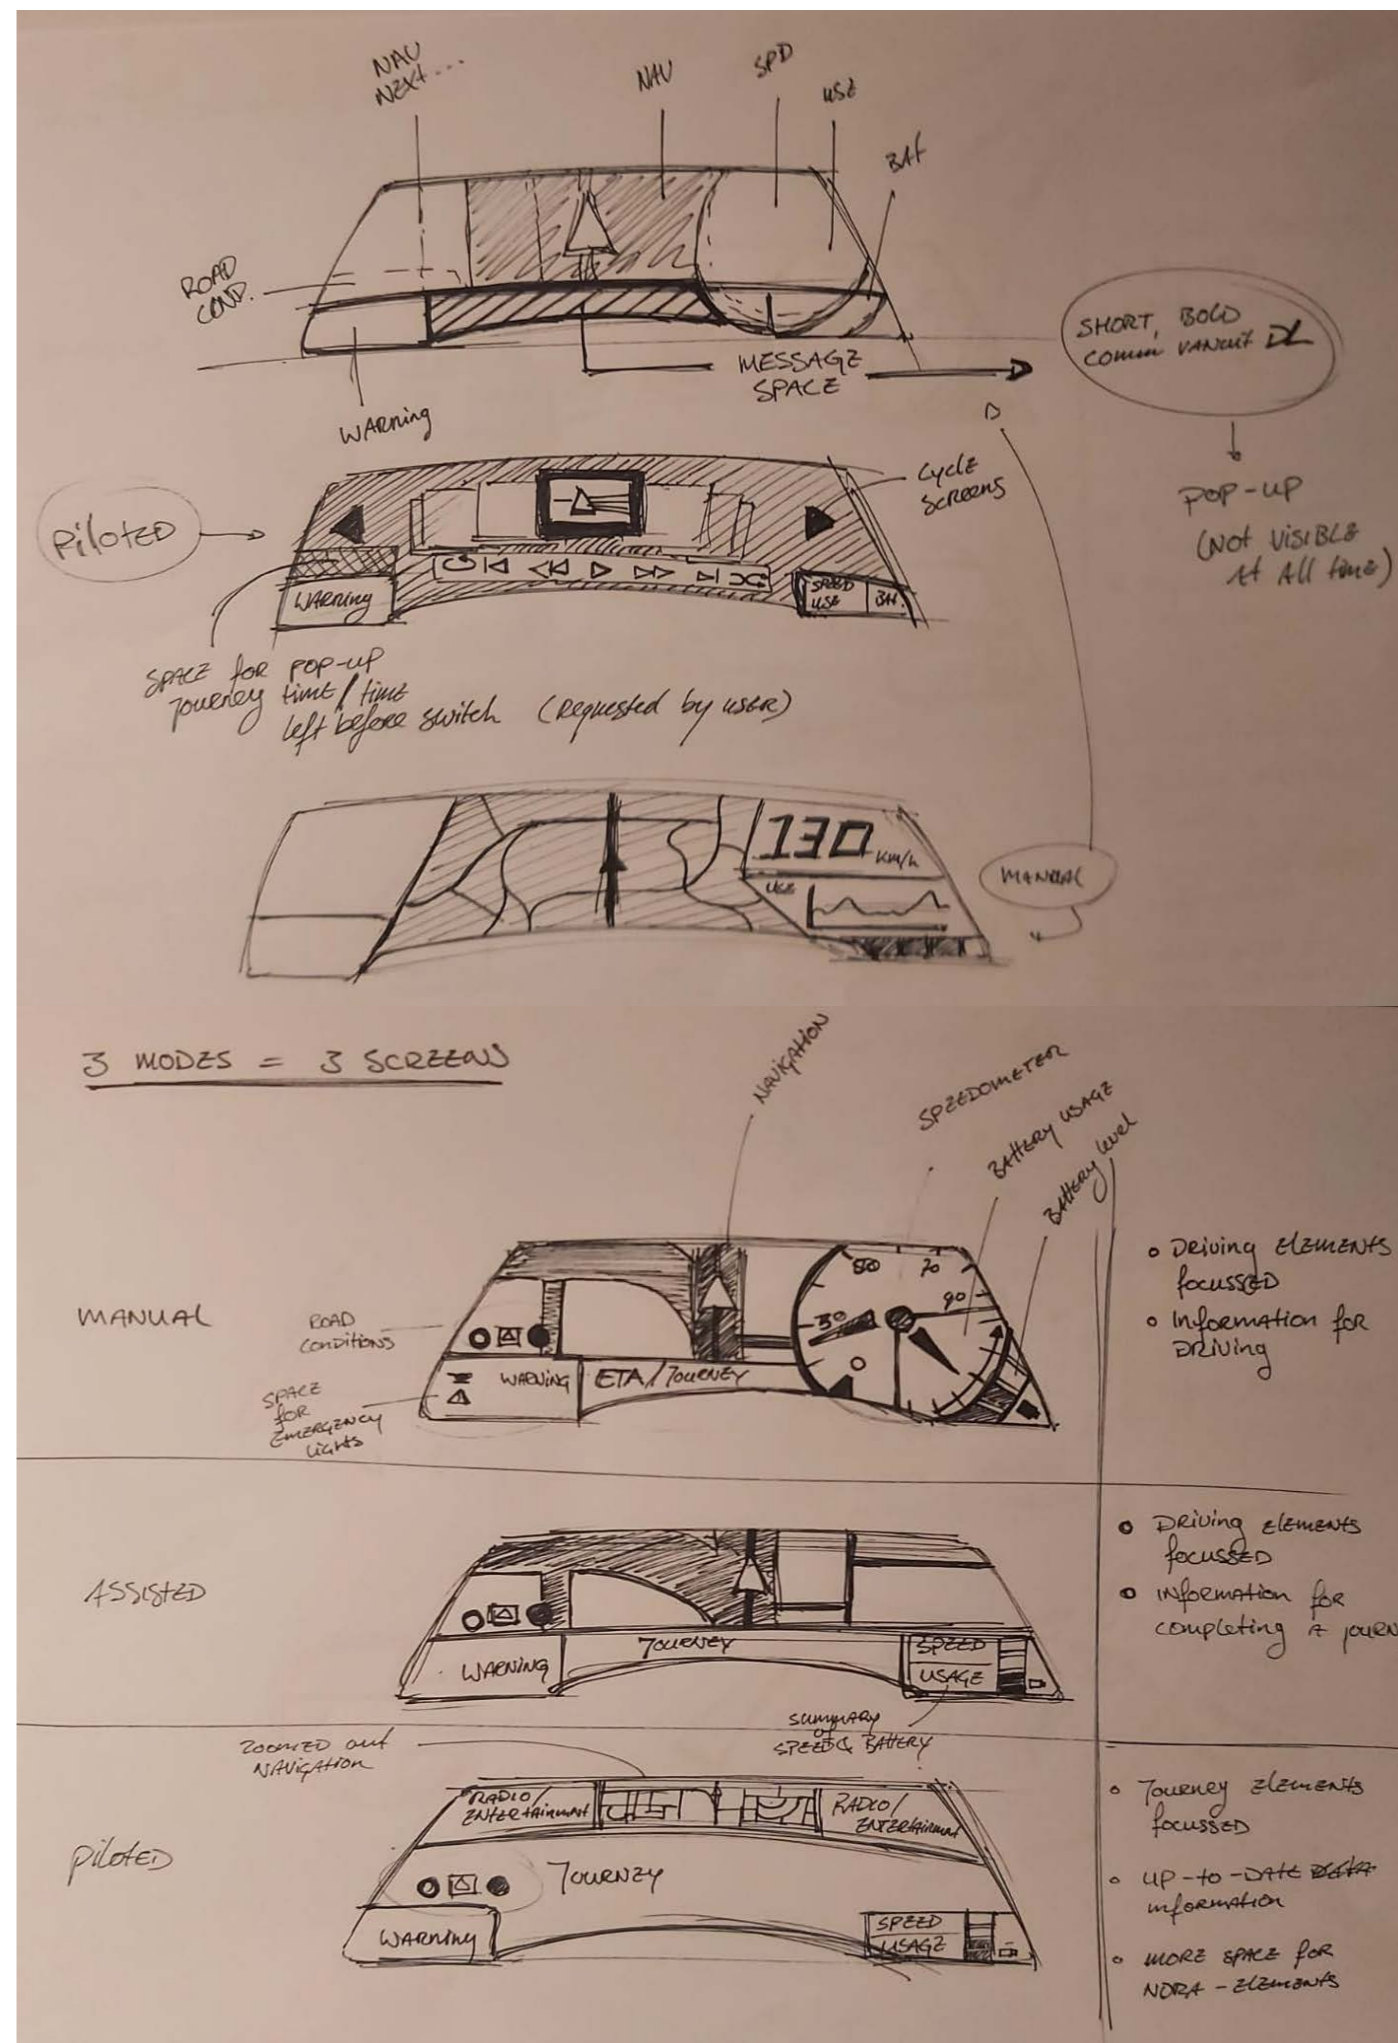 NAV
NEXT...
NAV
SPD
USE
BAT
ROAD
COND.
WARNING
MESSAGE
SPACE
SHORT, BOLD
COMM VANUIT
POP-UP
(NOT VISIBLE
AT ALL TIME)
PILOTED
CYCLE
SCREENS
WARNING
SPEED
USE
BAT.
SPACE FOR POP-UP
JOURNEY TIME / TIME
LEFT BEFORE SWITCH (REQUESTED BY USER)
130 KM/H
USE
MANUAL
3 MODES = 3 SCREENS
NAVIGATION
SPEEDOMETER
BATTERY USAGE
BATTERY LEVEL
MANUAL
ROAD
CONDITIONS
SPACE
FOR
EMERGENCY
LIGHTS
WARNING
ETA/JOURNEY
30
50
70
90
DRIVING ELEMENTS
FOCUSSED
INFORMATION FOR
DRIVING
ASSISTED
WARNING
JOURNEY
SPEED
USAGE
SUMMARY
OF
SPEED & BATTERY
DRIVING ELEMENTS
FOCUSSED
INFORMATION FOR
COMPLETING A JOURN
PILOTED
ZOOMED OUT
NAVIGATION
RADIO/
ENTERTAINMENT
RADIO/
ENTERTAINMENT
JOURNEY
WARNING
SPEED
USAGE
JOURNEY ELEMENTS
FOCUSSED
UP-TO-DATE DATA
INFORMATION
MORE SPACE FOR
NDRA-ELEMENTS